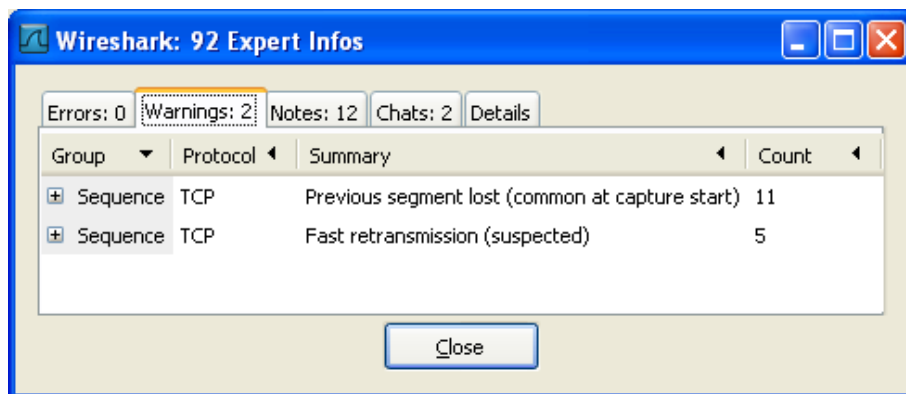 Wireshark: 92 Expert Infos
Errors: 0 Warnings: 2 Notes: 12 Chats: 2 Details
Group Protocol Summary Count
Sequence TCP Previous segment lost (common at capture start) 11
Sequence TCP Fast retransmission (suspected) 5
Close